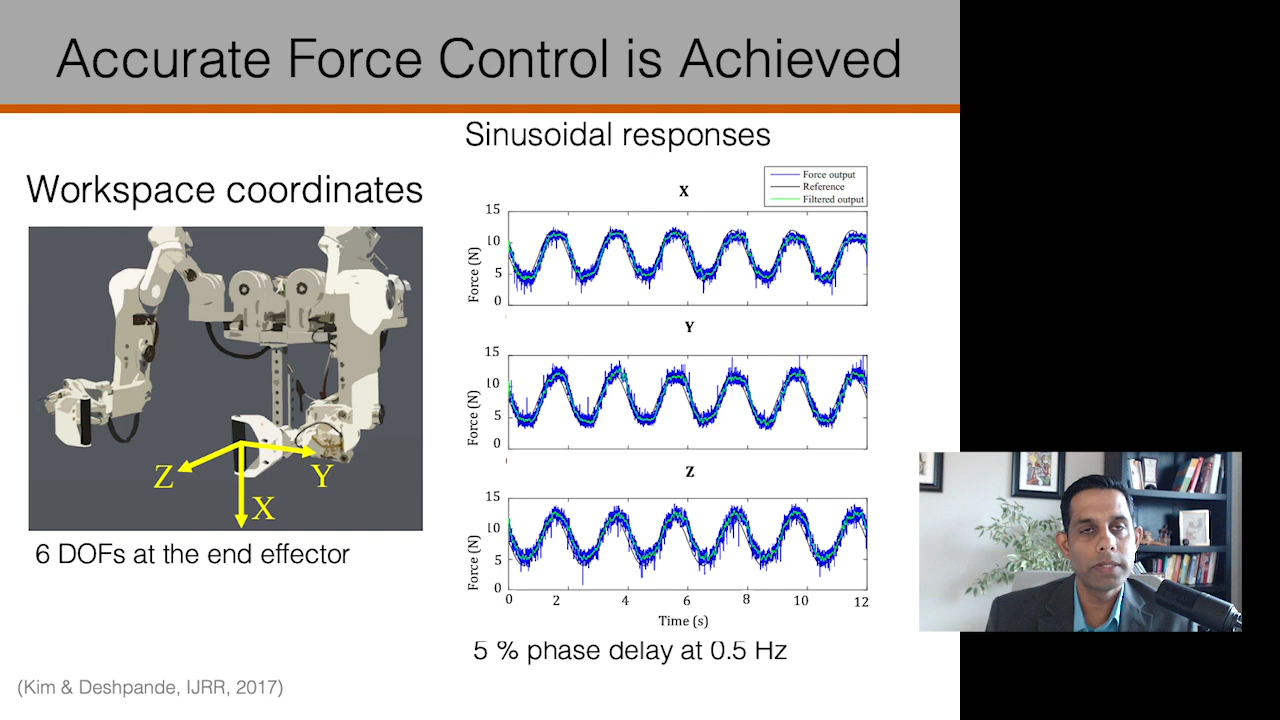 Accurate Force Control is Achieved
Sinusoidal responses
Workspace coordinates
X
Force output
Reference
Filtered output
15
10
5
0
Force (N)
Y
15
10
5
0
Force (N)
Z
15
10
5
0
Force (N)
0 2 4 6 8 10 12
Time (s)
Z
Y
X
6 DOFs at the end effector
5 % phase delay at 0.5 Hz
(Kim & Deshpande, IJRR, 2017)